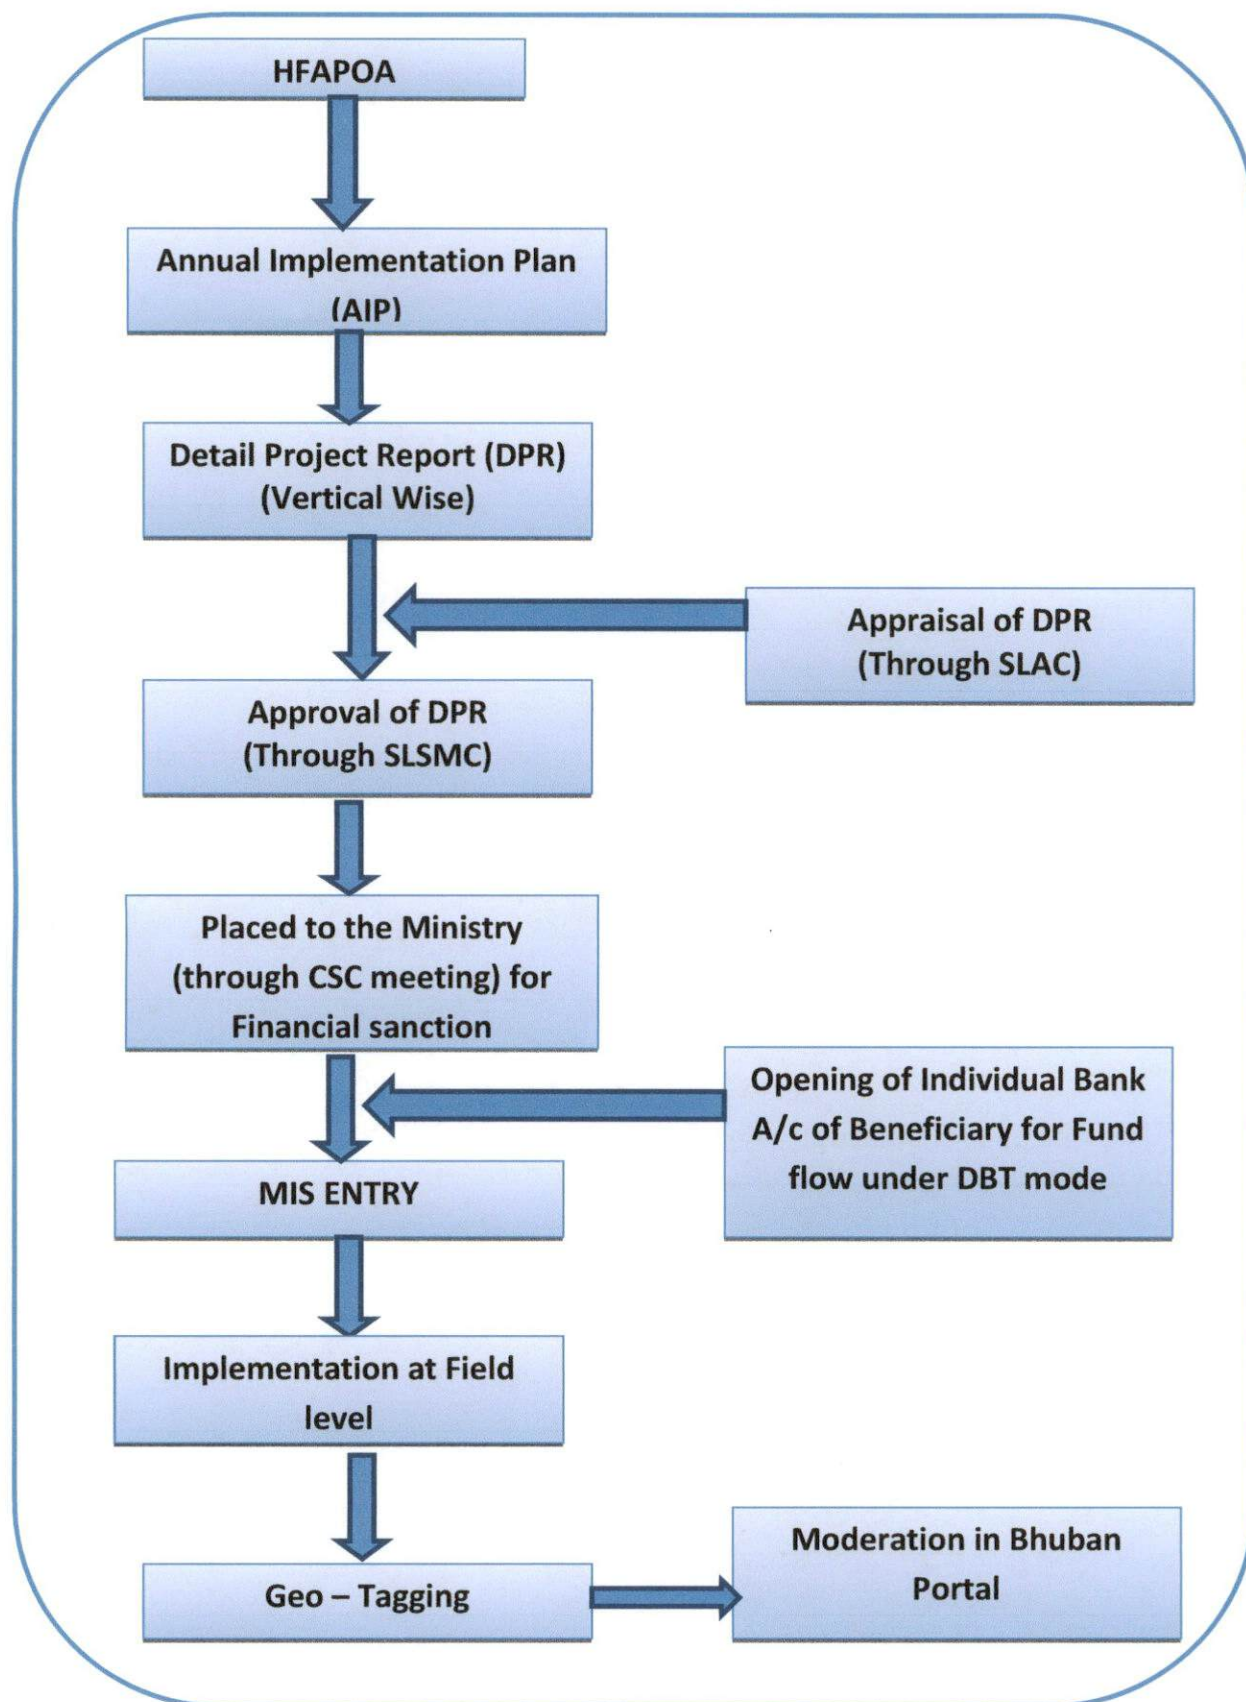 HFAPOA
Annual Implementation Plan
(AIP)
Detail Project Report (DPR)
(Vertical Wise)
Appraisal of DPR
(Through SLAC)
Approval of DPR
(Through SLSMC)
Placed to the Ministry
(through CSC meeting) for
Financial sanction
Opening of Individual Bank
A/c of Beneficiary for Fund
flow under DBT mode
MIS ENTRY
Implementation at Field
level
Geo – Tagging
Moderation in Bhuban
Portal